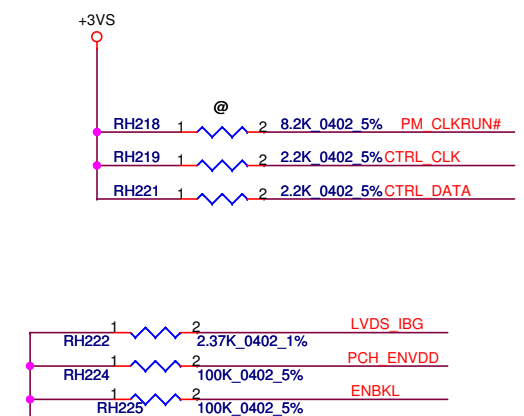 +3VS
@
RH218 1 2 8.2K_0402_5% PM_CLKRUN#
RH219 1 2 2.2K_0402_5% CTRL_CLK
RH221 1 2 2.2K_0402_5% CTRL_DATA
1 2 LVDS_IBG
RH222 2.37K_0402_1%
1 2 PCH_ENVDD
RH224 100K_0402_5%
1 2 ENBKL
RH225 100K_0402_5%